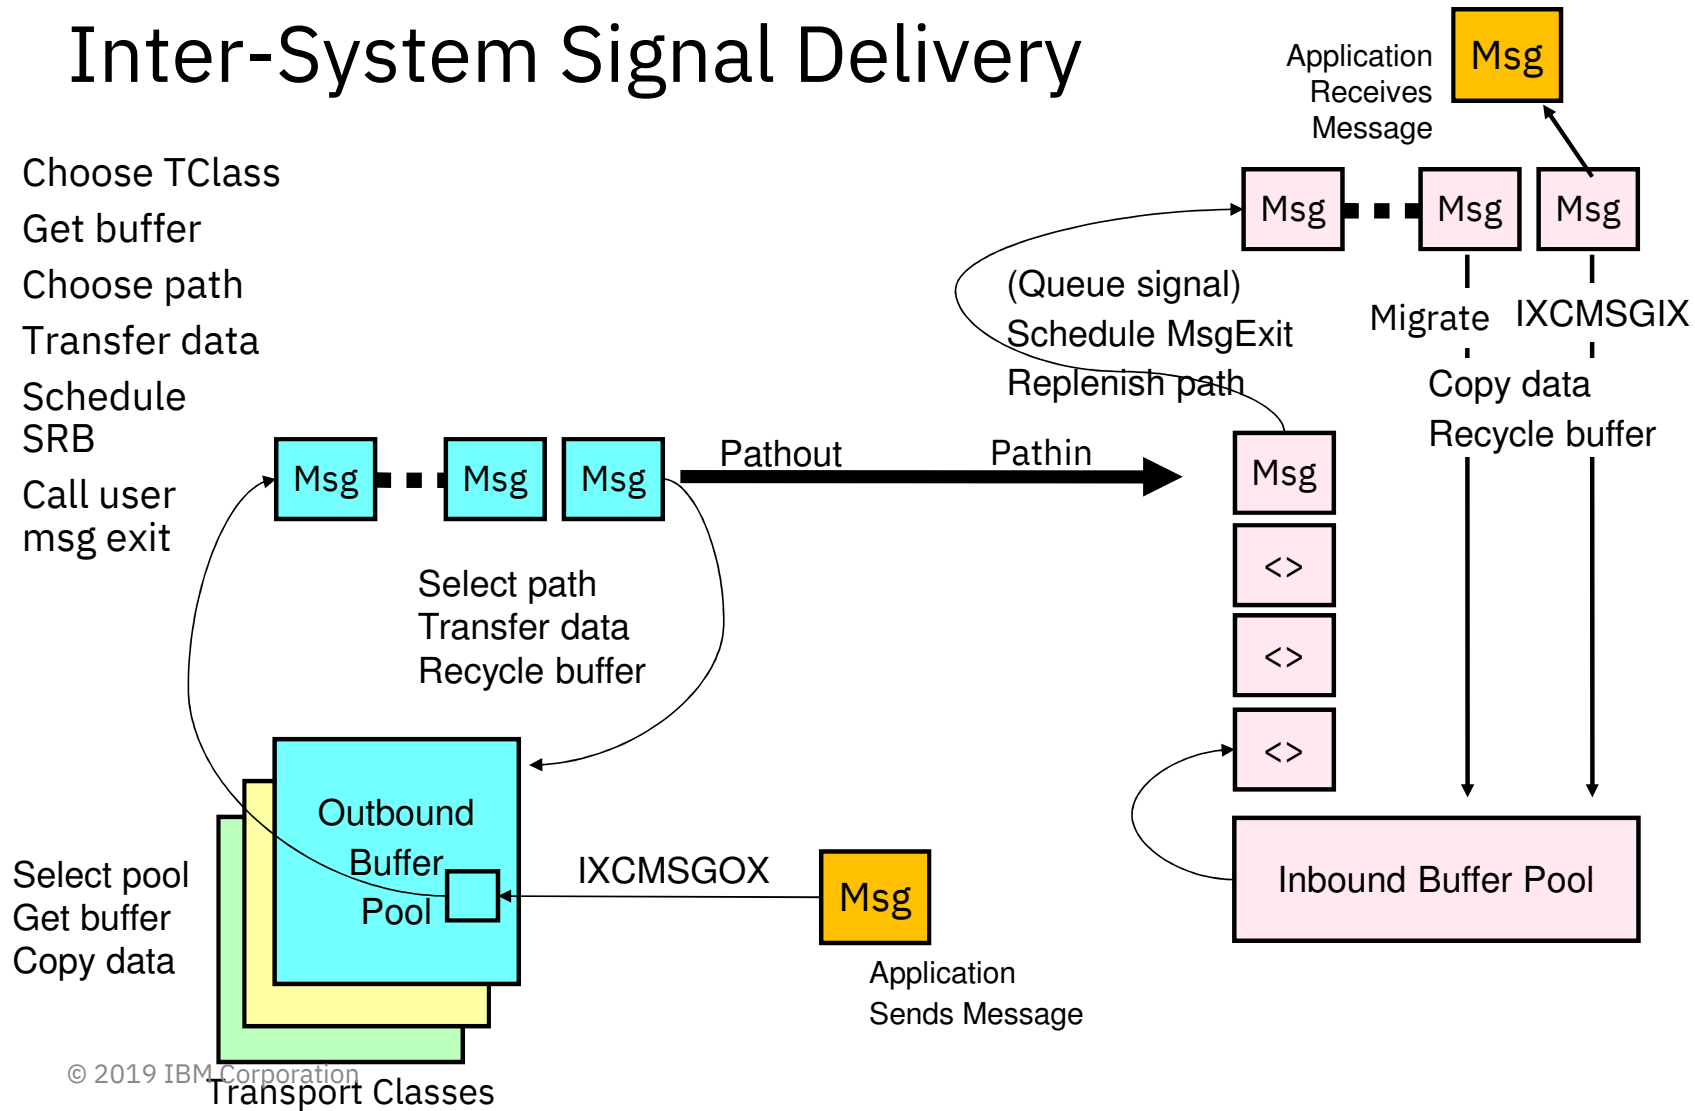 Inter-System Signal Delivery
Application
Receives
Message
Msg
Choose TClass
Get buffer
Choose path
Transfer data
Schedule
SRB
Call user
msg exit
Msg
Msg
Msg
(Queue signal)
Schedule MsgExit
Replenish path
Migrate
IXCMSGIX
Copy data
Recycle buffer
Msg
Msg
Msg
Pathout
Pathin
Msg
<>
<>
<>
Select path
Transfer data
Recycle buffer
Outbound
Buffer
Pool
Select pool
Get buffer
Copy data
IXCMSGOX
Msg
Application
Sends Message
Inbound Buffer Pool
© 2019 IBM Corporation
Transport Classes